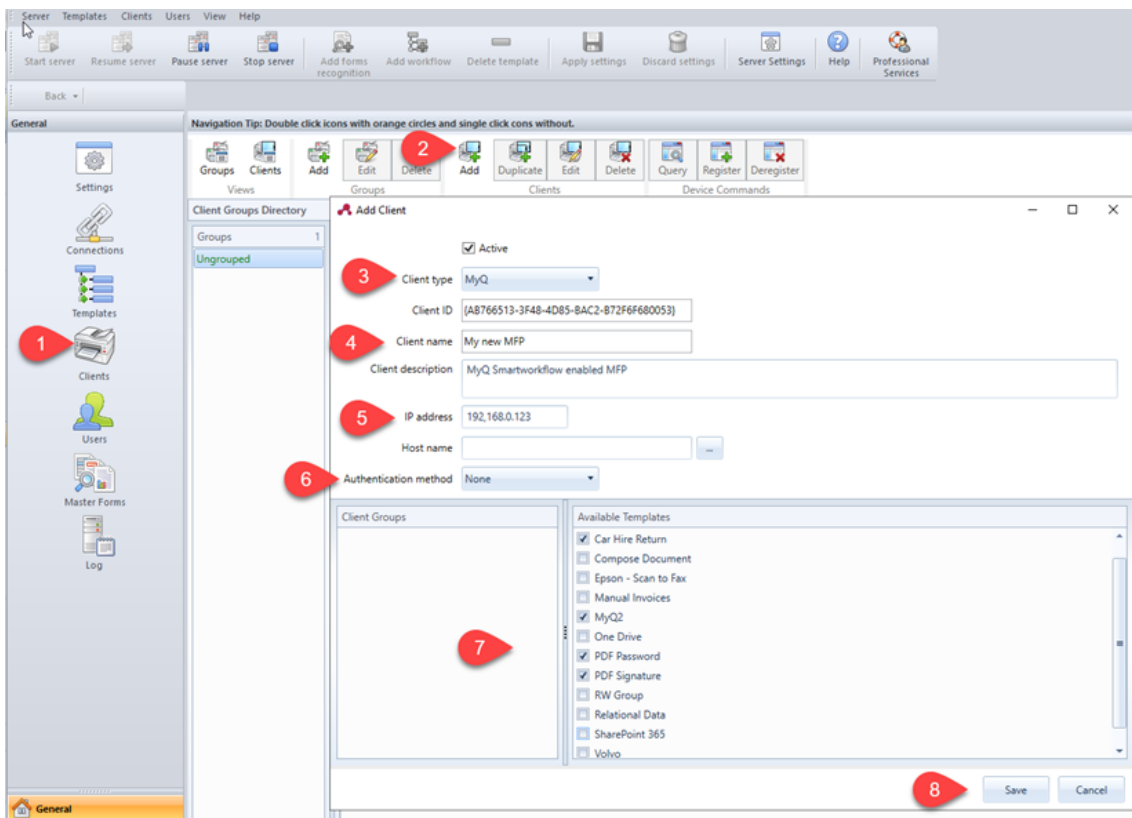 Server Templates Clients Users View Help
Start server Resume server Pause server Stop server Add forms recognition Add workflow Delete template Apply settings Discard settings Server Settings Help Professional Services
Back
General
Navigation Tip: Double click icons with orange circles and single click cons without.
Settings
Connections
Templates
1
Clients
Users
Master Forms
Log
General
2
Groups Clients Add Edit Delete Add Duplicate Edit Delete Query Register Deregister
Views Groups Clients Device Commands
Client Groups Directory
Groups 1
Ungrouped
Add Client
Active
3 Client type MyQ
Client ID {AB766513-3F48-4D85-BAC2-B72F6F680053}
4 Client name My new MFP
Client description MyQ Smartworkflow enabled MFP
5 IP address 192,168.0.123
Host name ...
6 Authentication method None
Client Groups
7
Available Templates
Car Hire Return
Compose Document
Epson - Scan to Fax
Manual Invoices
MyQ2
One Drive
PDF Password
PDF Signature
RW Group
Relational Data
SharePoint 365
Volvo
8 Save Cancel